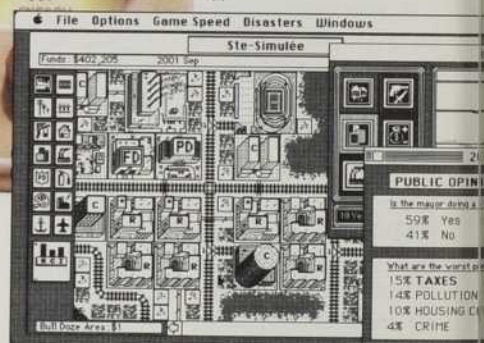 File Options Game Speed Disasters Windows
Ste-Simulée
Funds: $402,205 2001 Sep
C
C
FD PD C
C R R R R
R R C R
R C I
Bull Doze Area: $1
PUBLIC OPIN
Is the mayor doing a
59% Yes
41% No
What are the worst
15% TAXES
14% POLLUTION
10% HOUSING
4% CRIME